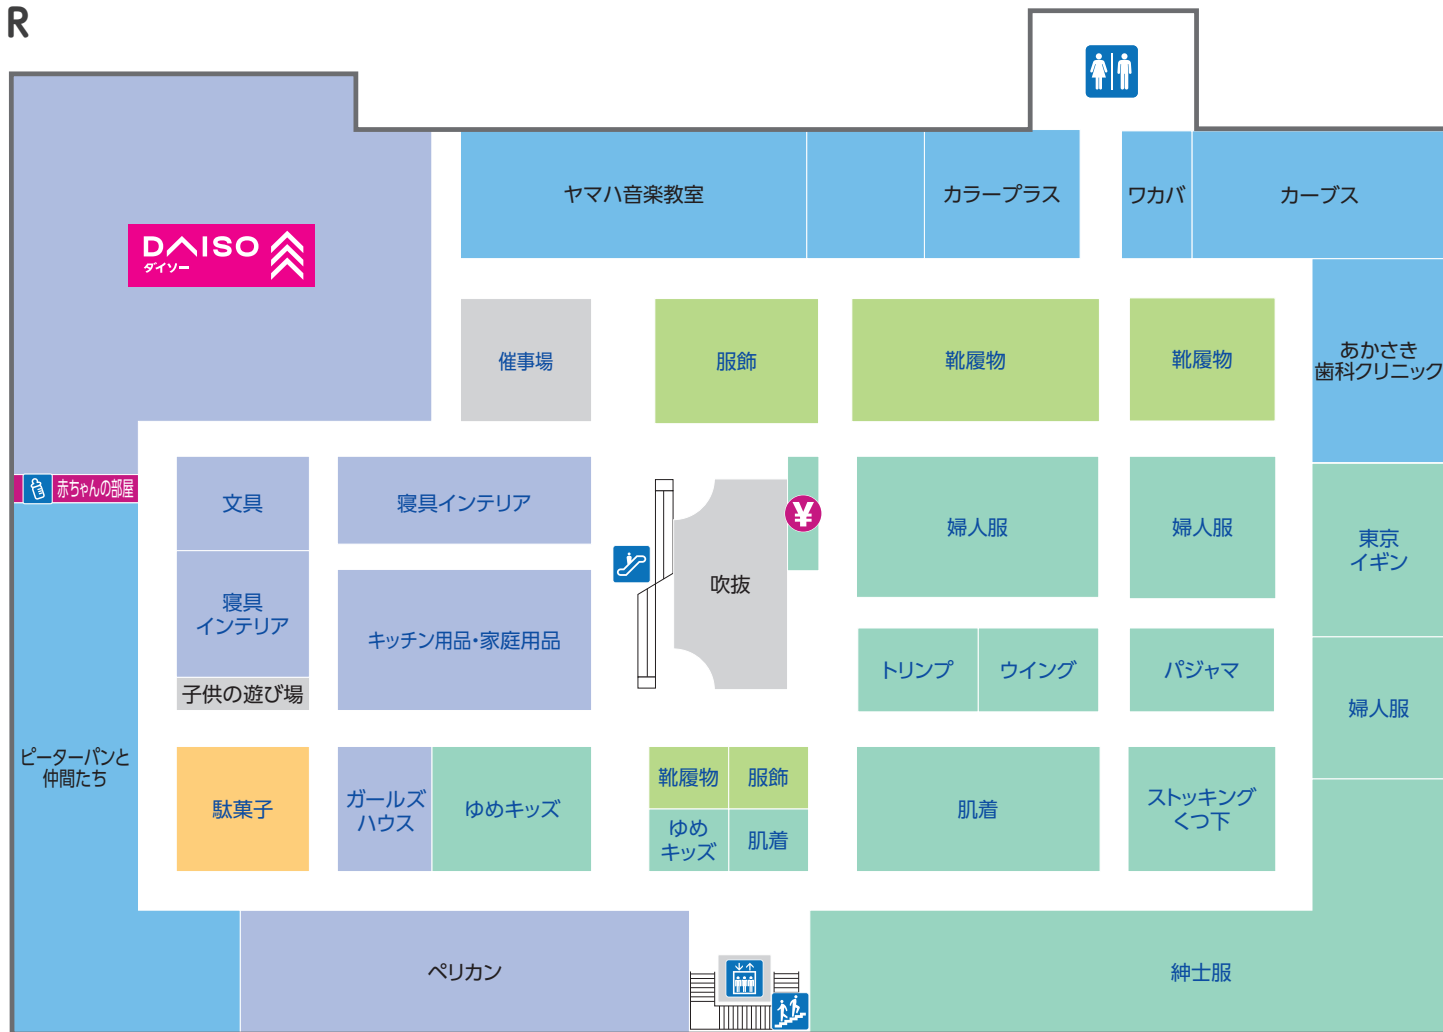 R
ヤマハ音楽教室
カラープラス
ワカバ
カーブス
DAISO
ダイソー
催事場
服飾
靴履物
靴履物
あかさき
歯科クリニック
赤ちゃんの部屋
文具
寝具インテリア
¥
婦人服
婦人服
東京
イギン
吹抜
寝具
インテリア
キッチン用品・家庭用品
トリンプ
ウイング
パジャマ
子供の遊び場
婦人服
ピーターパンと
仲間たち
駄菓子
ガールズ
ハウス
ゆめキッズ
靴履物
服飾
ゆめ
キッズ
肌着
肌着
ストッキング
くつ下
ペリカン
紳士服